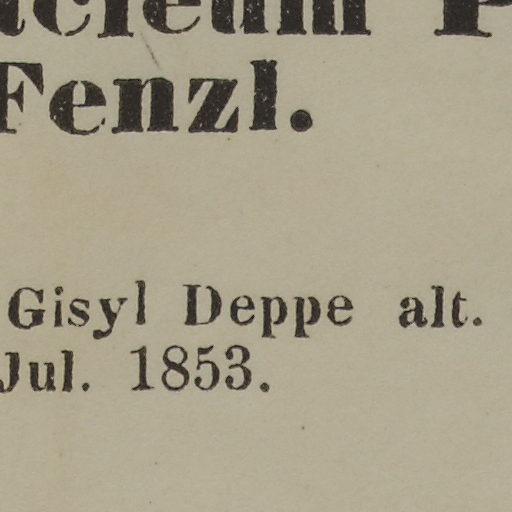 Fenzl.
Gisyl Deppe alt.
Jul. 1853.